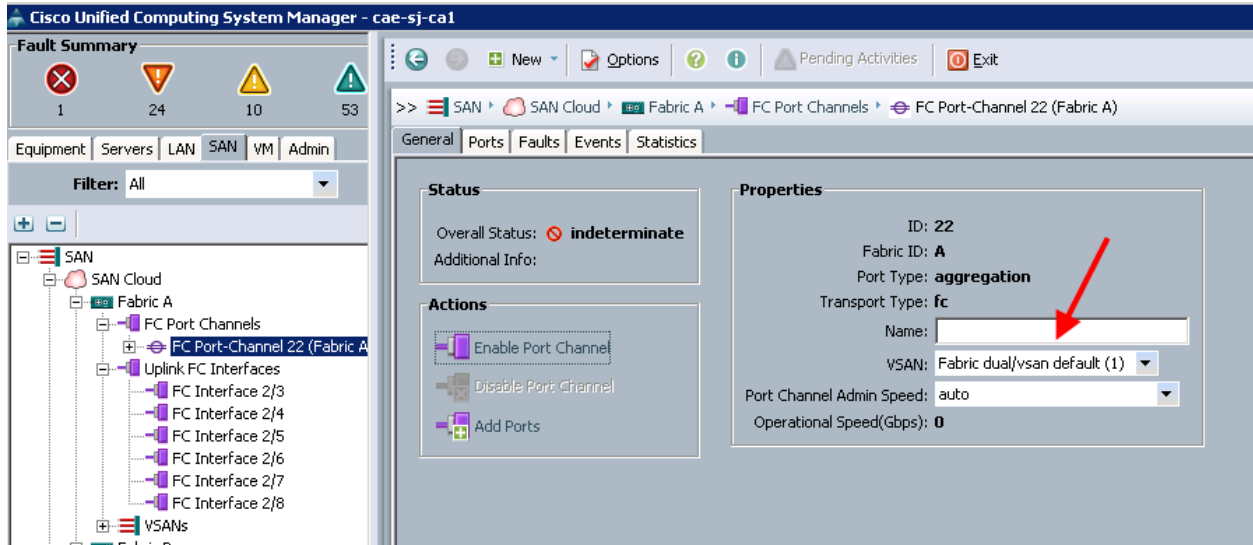 Cisco Unified Computing System Manager - cae-sj-ca1
Fault Summary
1 24 10 53
New Options Pending Activities Exit
>> SAN SAN Cloud Fabric A FC Port Channels FC Port-Channel 22 (Fabric A)
Equipment Servers LAN SAN VM Admin
Filter: All
SAN
SAN Cloud
Fabric A
FC Port Channels
FC Port-Channel 22 (Fabric A
Uplink FC Interfaces
FC Interface 2/3
FC Interface 2/4
FC Interface 2/5
FC Interface 2/6
FC Interface 2/7
FC Interface 2/8
VSANs
General Ports Faults Events Statistics
Status
Overall Status: indeterminate
Additional Info:
Actions
Enable Port Channel
Disable Port Channel
Add Ports
Properties
ID: 22
Fabric ID: A
Port Type: aggregation
Transport Type: fc
Name:
VSAN: Fabric dual/vsan default (1)
Port Channel Admin Speed: auto
Operational Speed(Gbps): 0